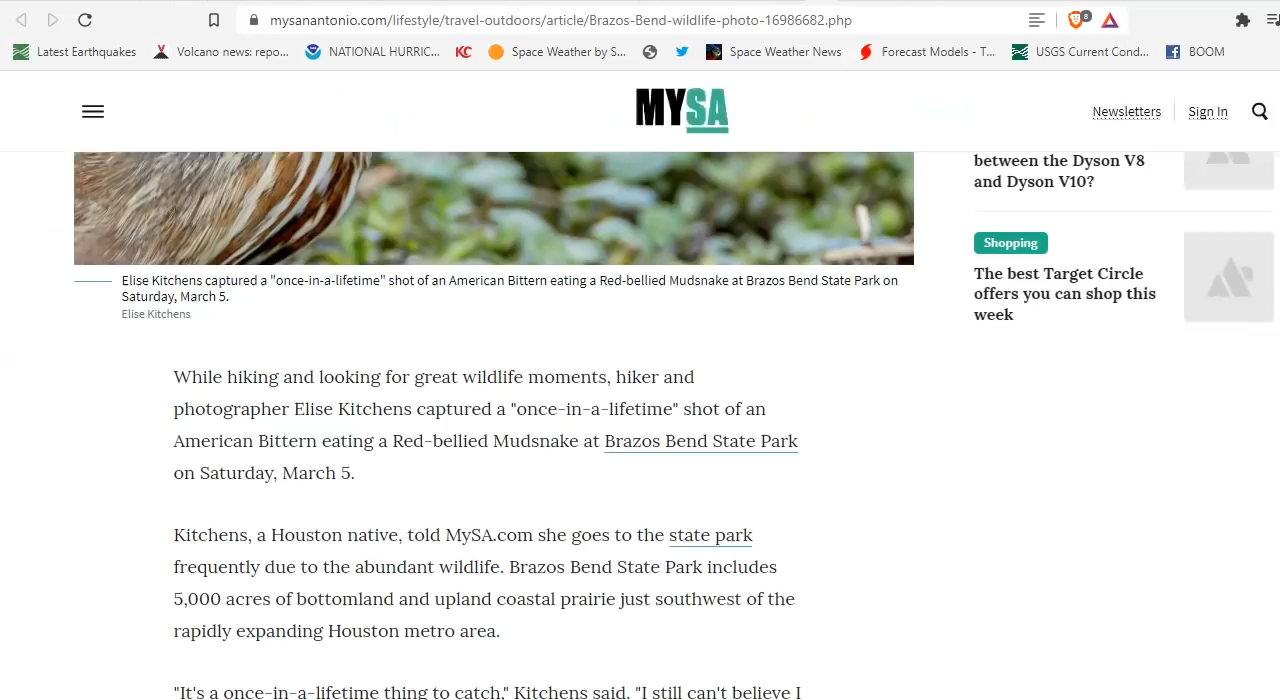 mysanantonio.com/lifestyle/travel-outdoors/article/Brazos-Bend-wildlife-photo-16986682.php
8
Latest Earthquakes
Volcano news: repo...
NATIONAL HURRIC...
KC
Space Weather by S...
Space Weather News
Forecast Models - T...
USGS Current Cond...
BOOM
MYSA
Newsletters
Sign In
between the Dyson V8
and Dyson V10?
Shopping
The best Target Circle
offers you can shop this
week
Elise Kitchens captured a "once-in-a-lifetime" shot of an American Bittern eating a Red-bellied Mudsnake at Brazos Bend State Park on
Saturday, March 5.
Elise Kitchens
While hiking and looking for great wildlife moments, hiker and
photographer Elise Kitchens captured a "once-in-a-lifetime" shot of an
American Bittern eating a Red-bellied Mudsnake at Brazos Bend State Park
on Saturday, March 5.
Kitchens, a Houston native, told MySA.com she goes to the state park
frequently due to the abundant wildlife. Brazos Bend State Park includes
5,000 acres of bottomland and upland coastal prairie just southwest of the
rapidly expanding Houston metro area.
"It's a once-in-a-lifetime thing to catch," Kitchens said. "I still can't believe I